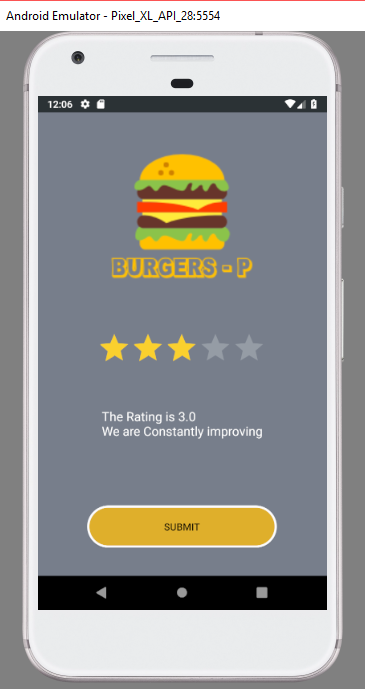 Android Emulator - Pixel_XL_API_28:5554
12:06
BURGERS - P
The Rating is 3.0
We are Constantly improving
SUBMIT